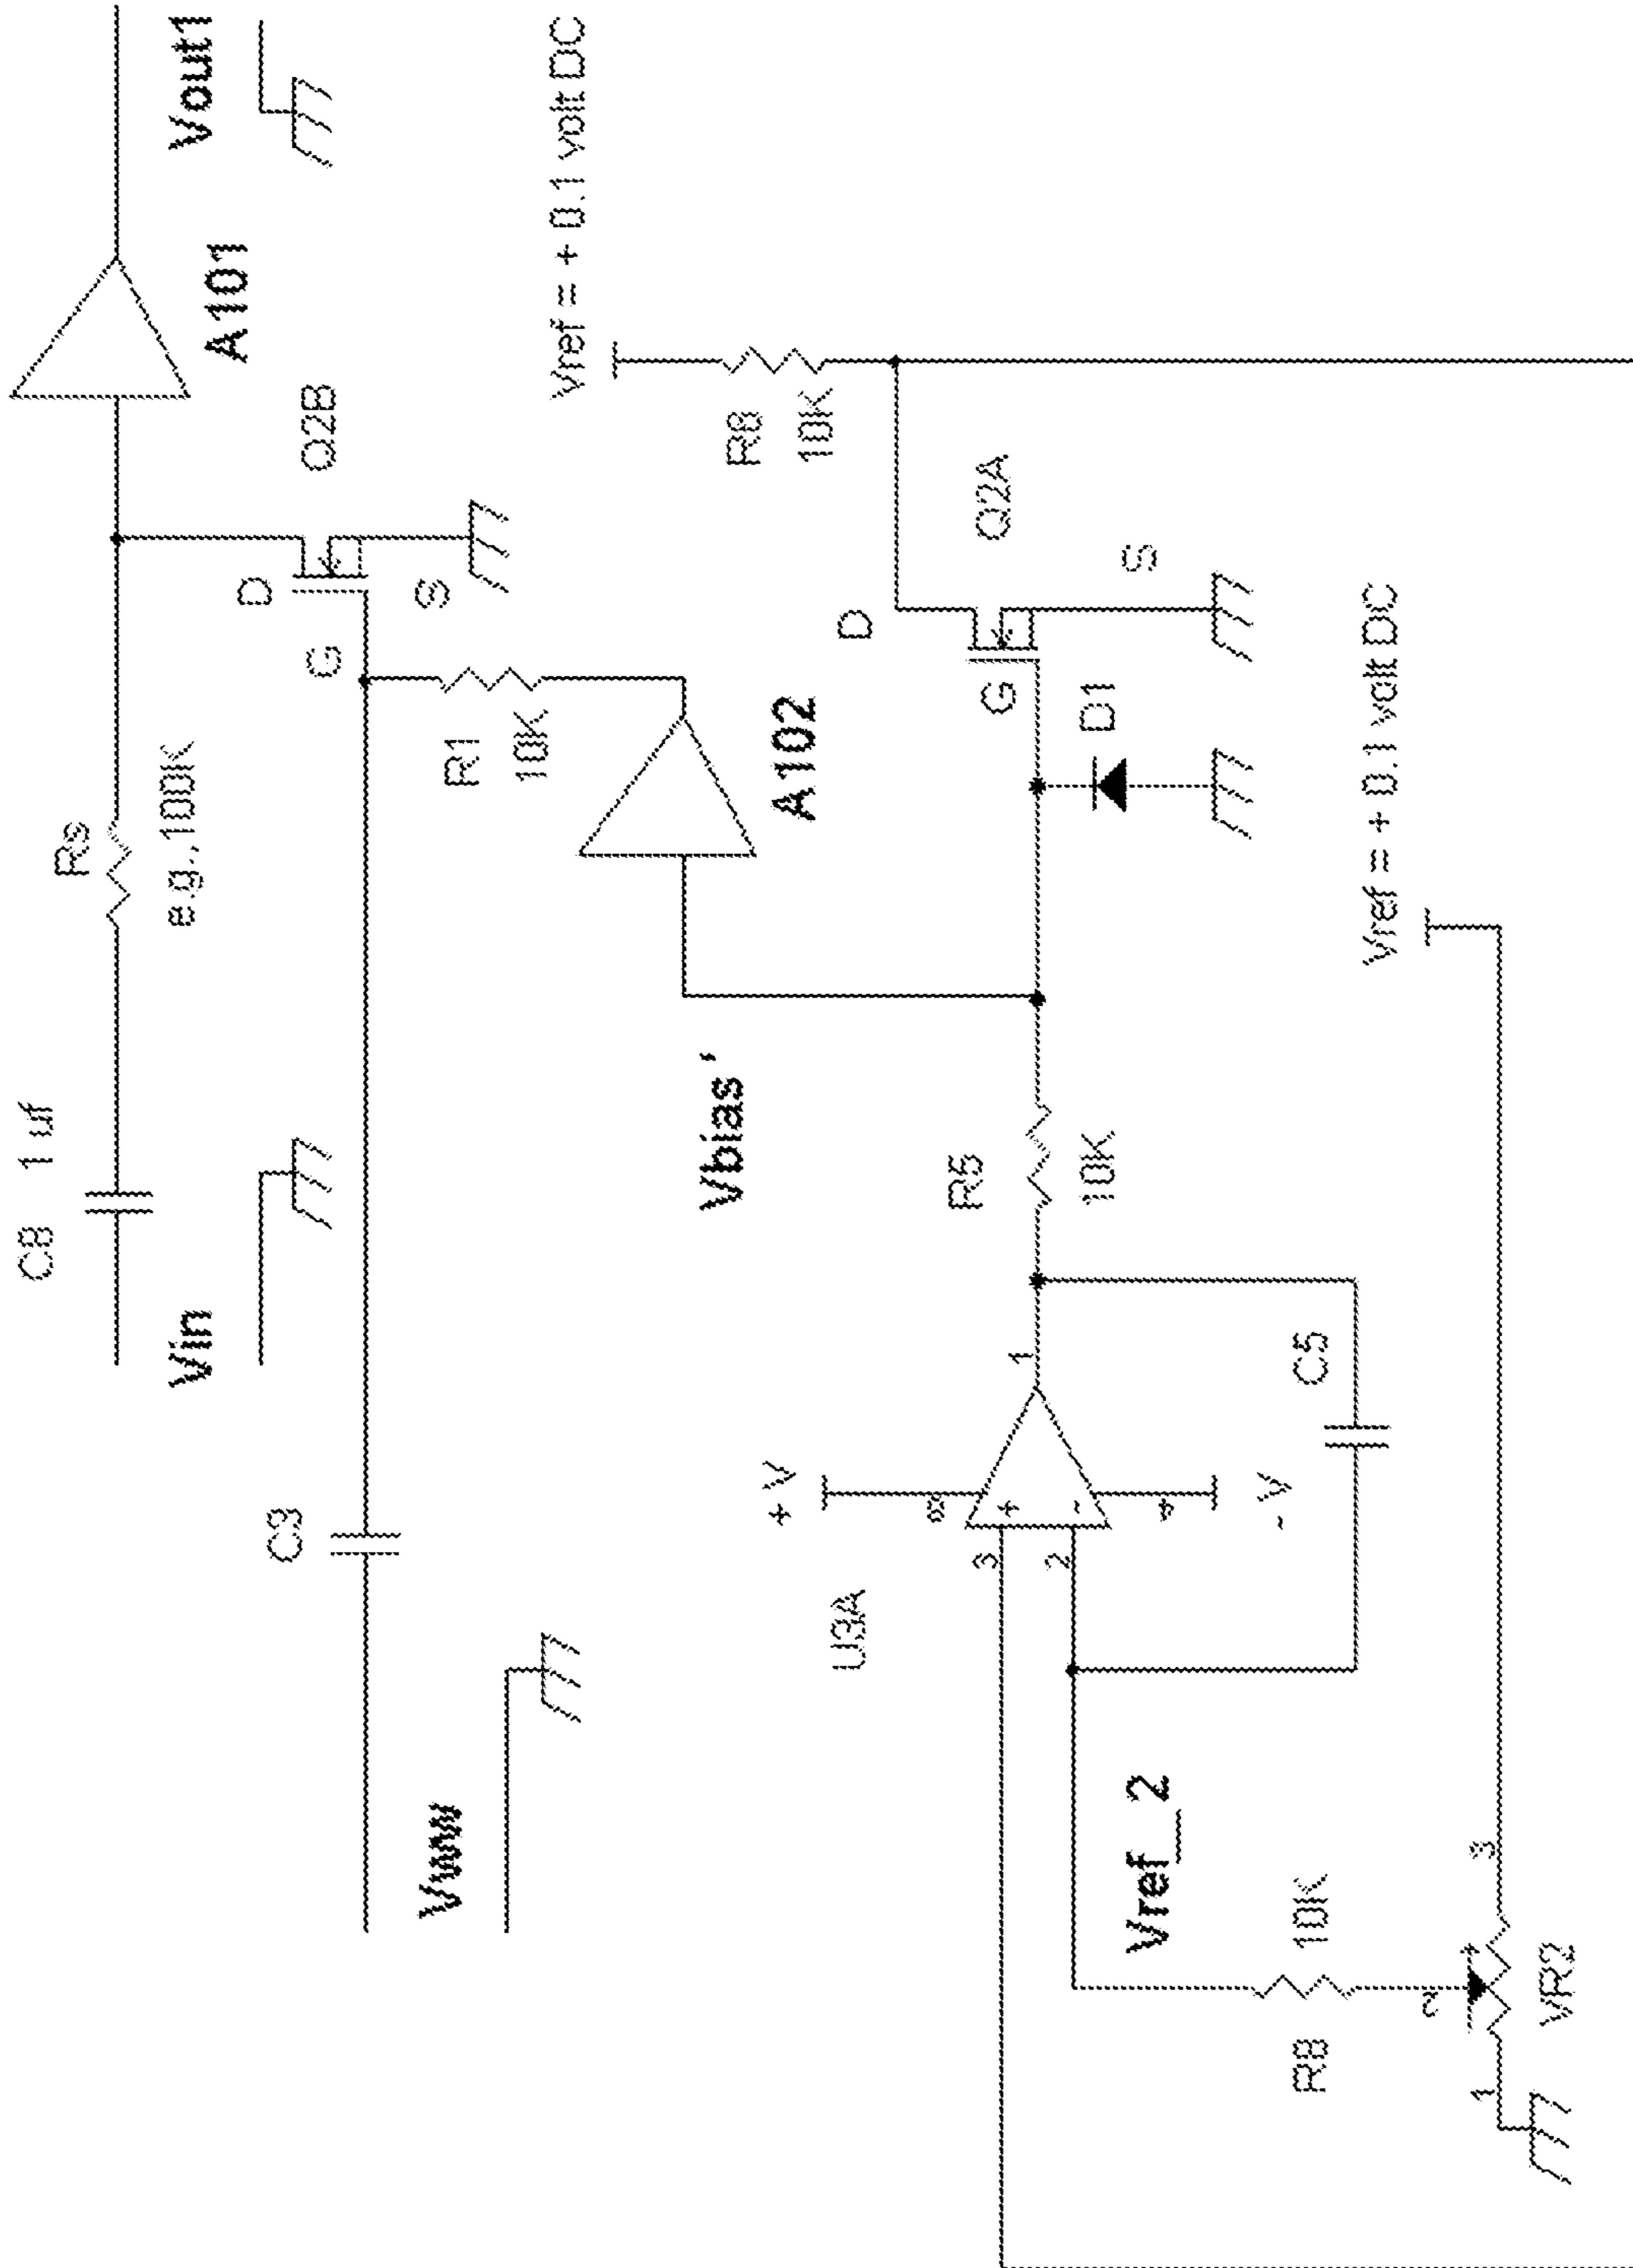 C8 1 uf
Rs
e.g.,100K
Vin
A101
Vout1
C3
D
Q2B
G
S
R1
10K
Vww
A102
Vref = + 0.1 volt DC
Vbias '
R8
10K
+ V
U3A
8
3
+
2
-
1
4
- V
R5
10K
D
Q2A
G
S
D1
C5
Vref_2
R8
10K
2
1
3
VR2
Vref = + 0.1 volt DC